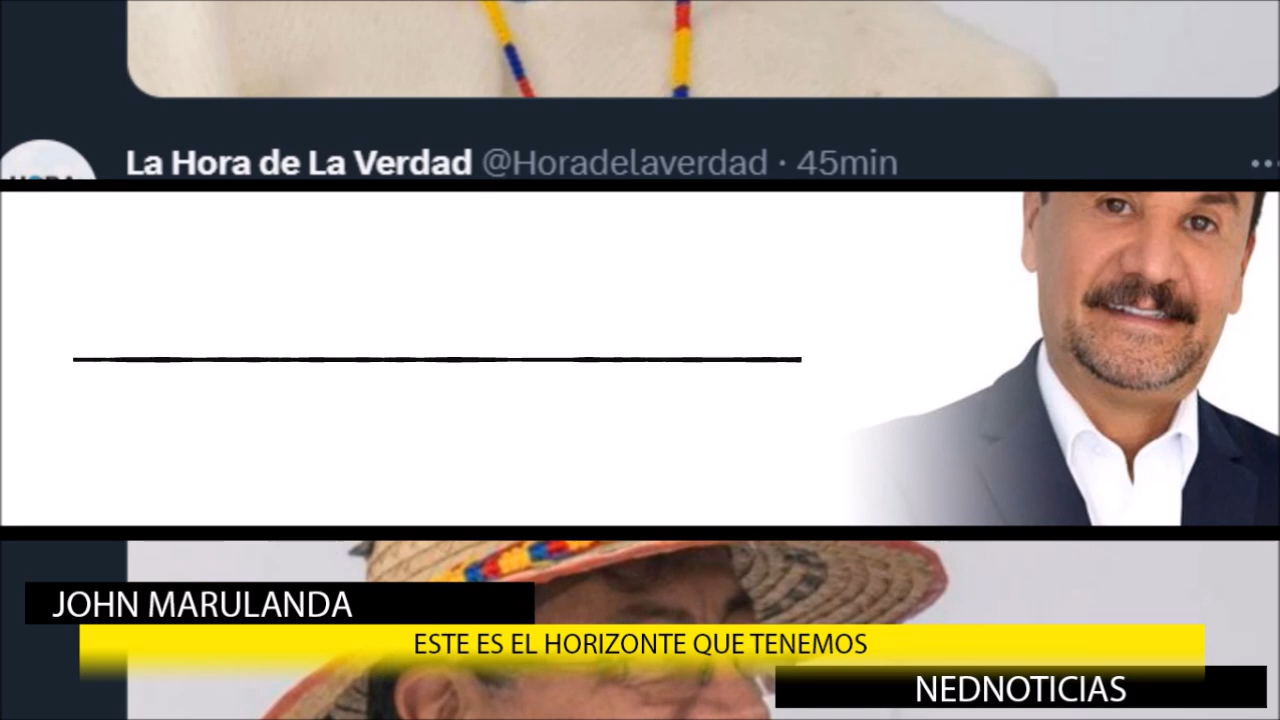 La Hora de La Verdad @Horadelaverdad · 45min
JOHN MARULANDA
ESTE ES EL HORIZONTE QUE TENEMOS
NEDNOTICIAS